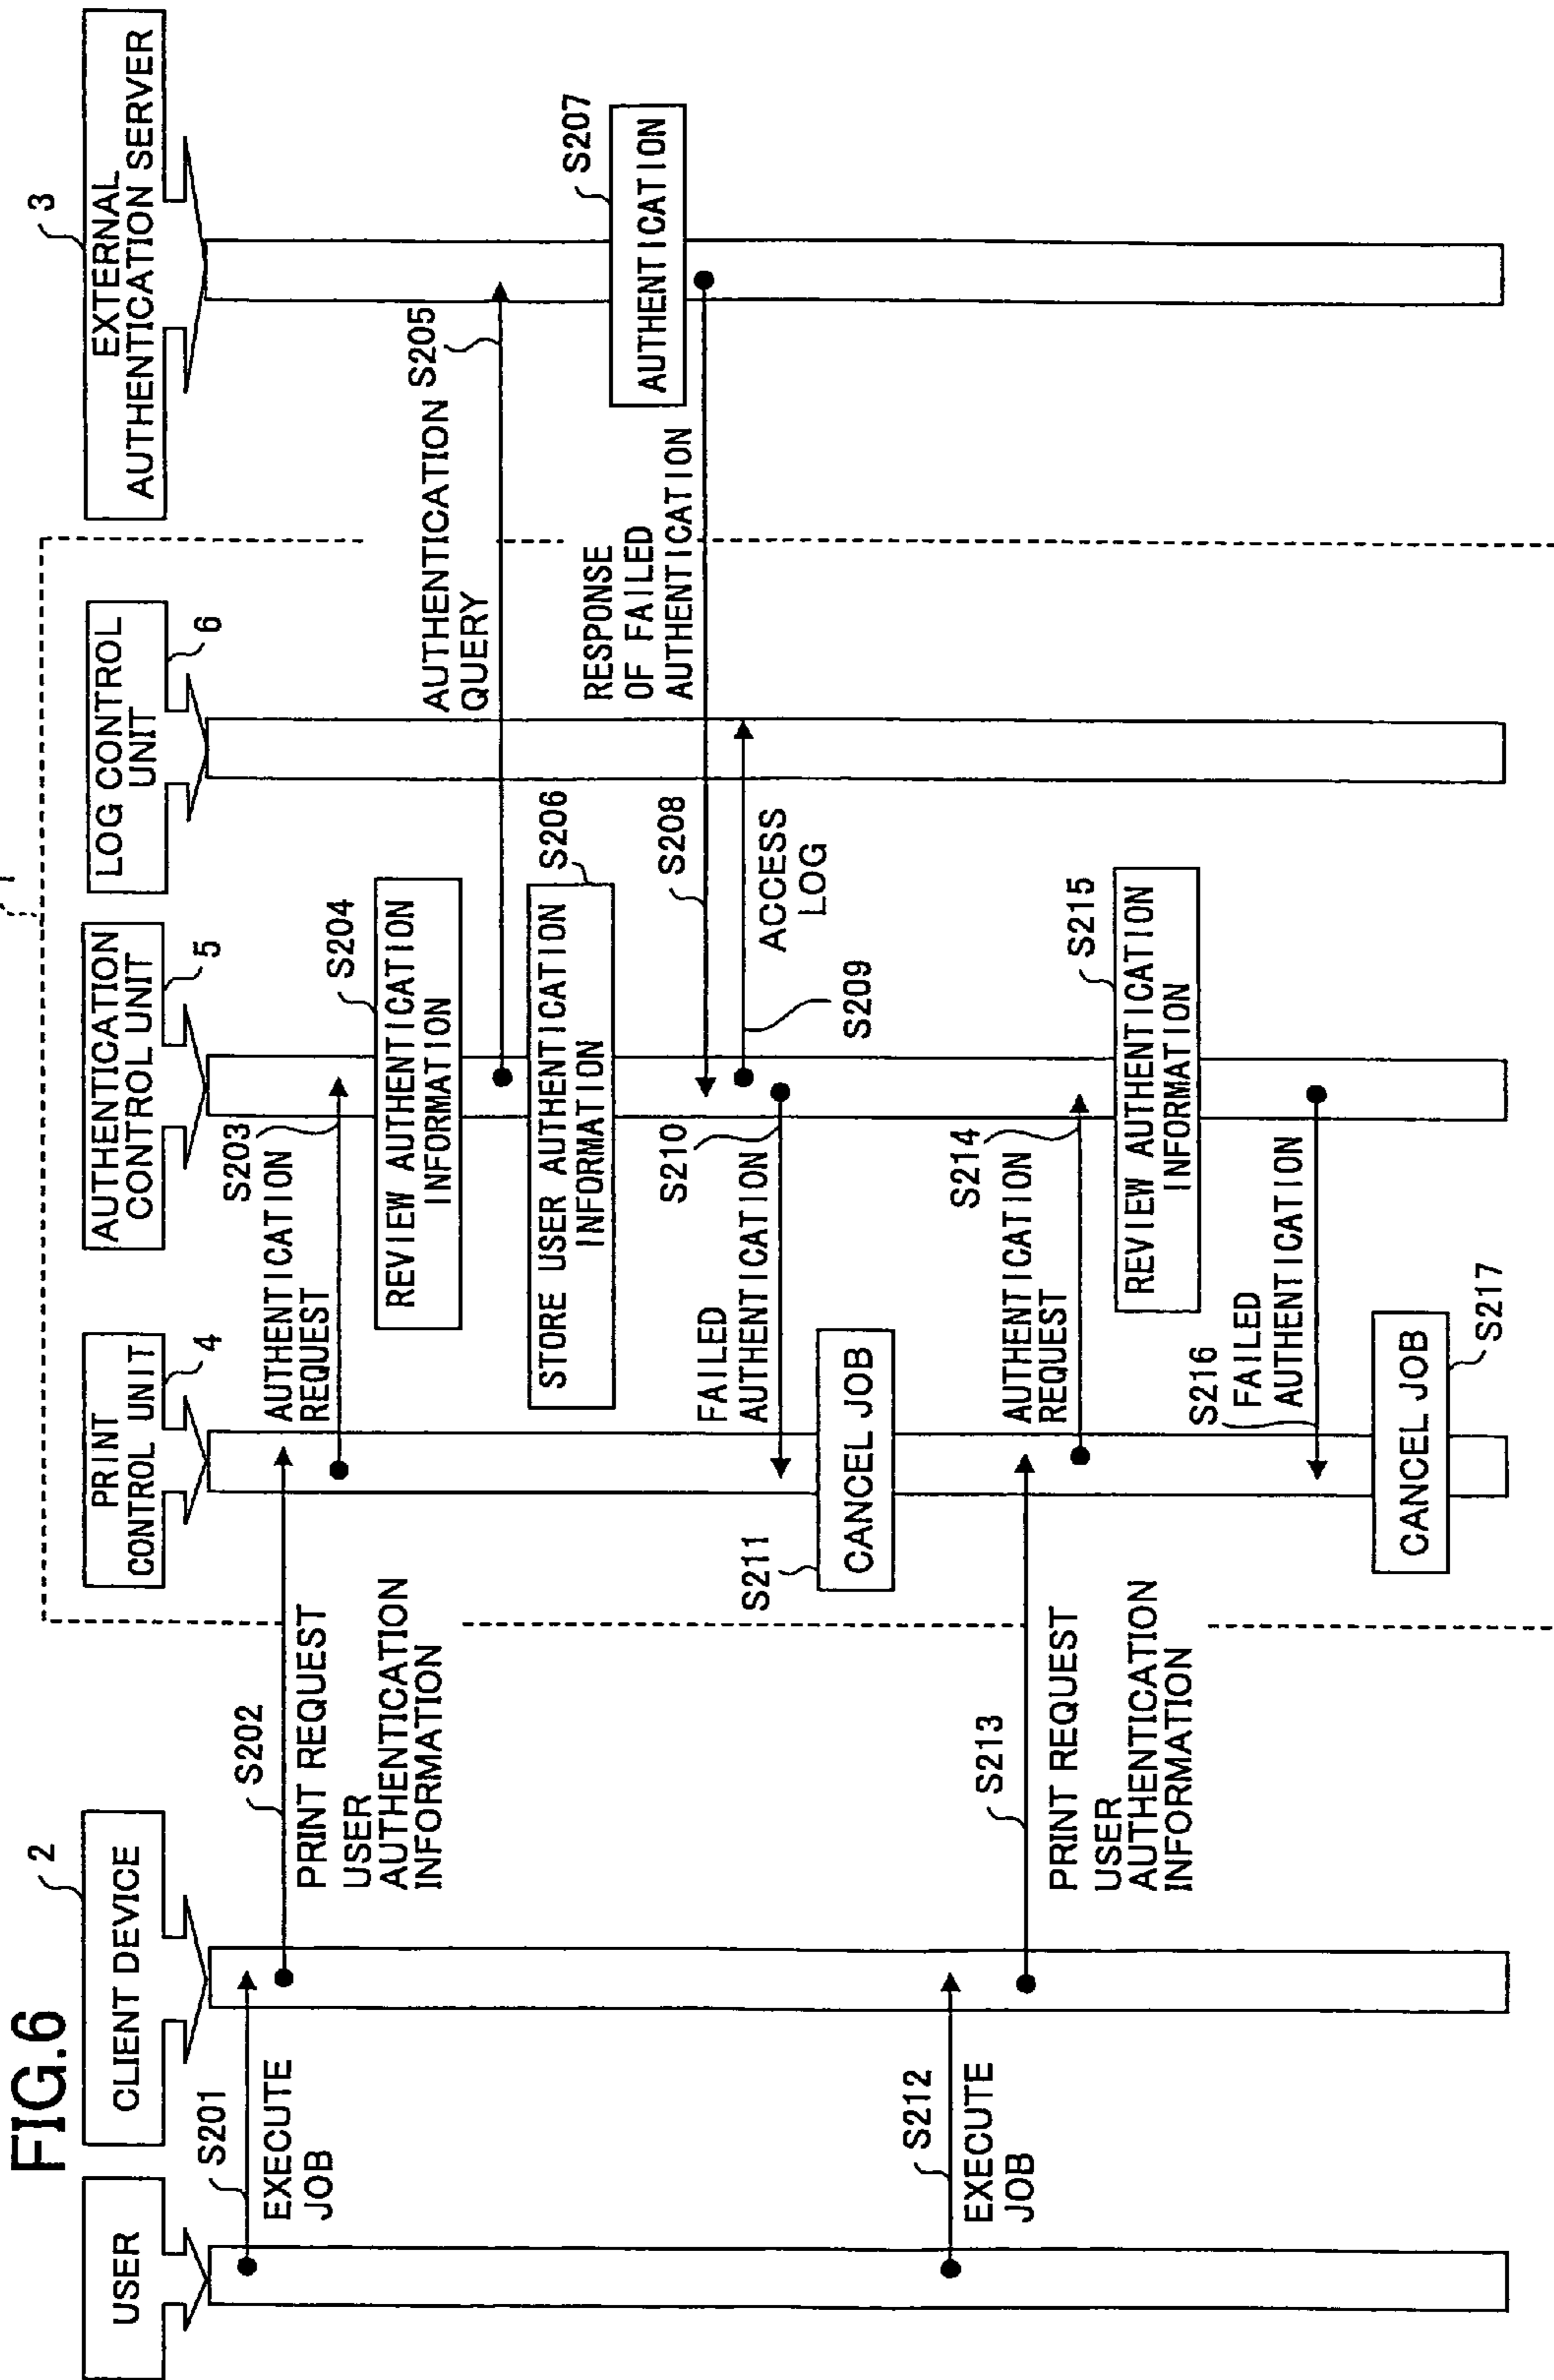 FIG.6
USER
CLIENT DEVICE
2
PRINT
CONTROL UNIT
4
AUTHENTICATION
CONTROL UNIT
5
LOG CONTROL
UNIT
6
1
EXTERNAL
AUTHENTICATION SERVER
3
S201
EXECUTE
JOB
S202
PRINT REQUEST
USER
AUTHENTICATION
INFORMATION
S203
AUTHENTICATION
REQUEST
S204
REVIEW AUTHENTICATION
INFORMATION
AUTHENTICATION
QUERY
S205
S206
STORE USER AUTHENTICATION
INFORMATION
S207
AUTHENTICATION
RESPONSE
OF FAILED
AUTHENTICATION
S208
ACCESS
LOG
S209
S210
FAILED
AUTHENTICATION
S211
CANCEL JOB
S212
EXECUTE
JOB
S213
PRINT REQUEST
USER
AUTHENTICATION
INFORMATION
S214
AUTHENTICATION
REQUEST
S215
REVIEW AUTHENTICATION
INFORMATION
S216
FAILED
AUTHENTICATION
CANCEL JOB
S217